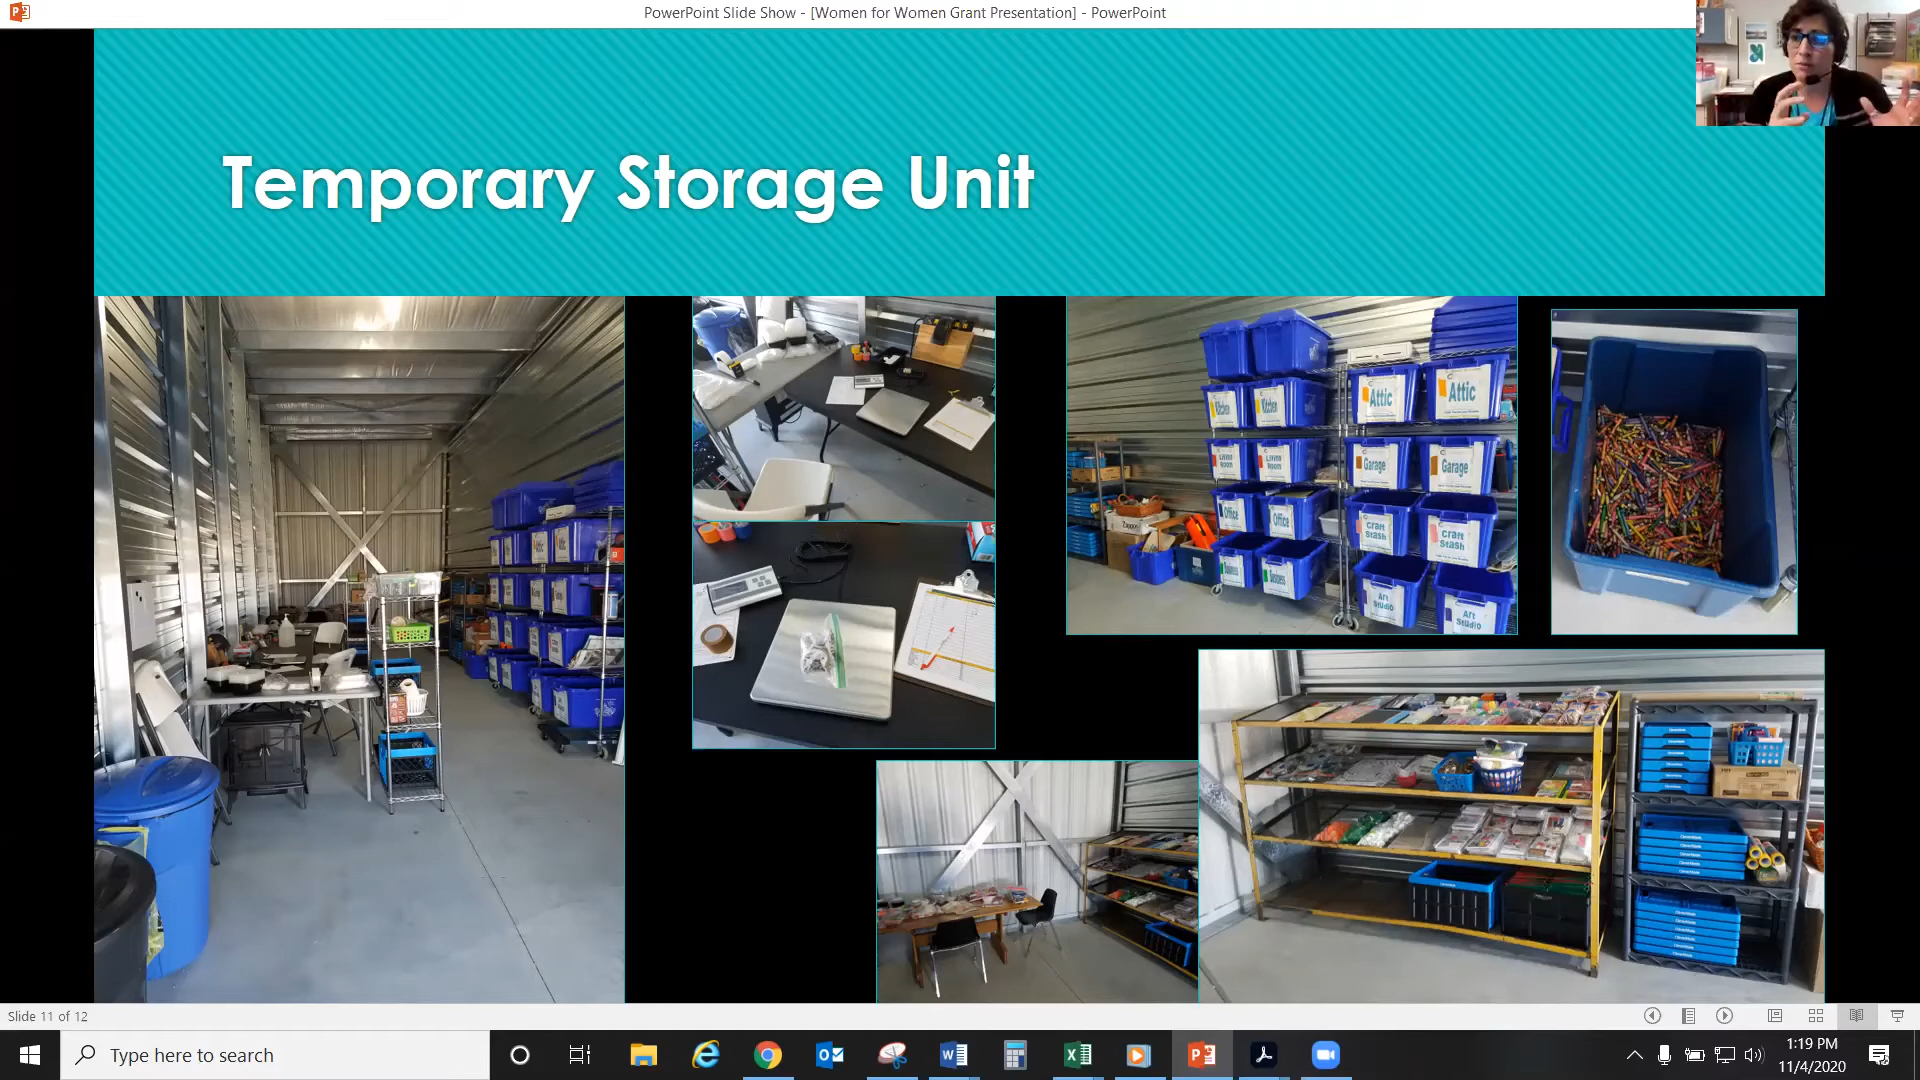 PowerPoint Slide Show - [Women for Women Grant Presentation] - PowerPoint
Temporary Storage Unit
Kitchen
Kitchen
Attic
Attic
Living Room
Living Room
Garage
Garage
Office
Office
Craft Stash
Craft Stash
Business
Art Studio
Art Studio
Slide 11 of 12
Type here to search
1:19 PM
11/4/2020